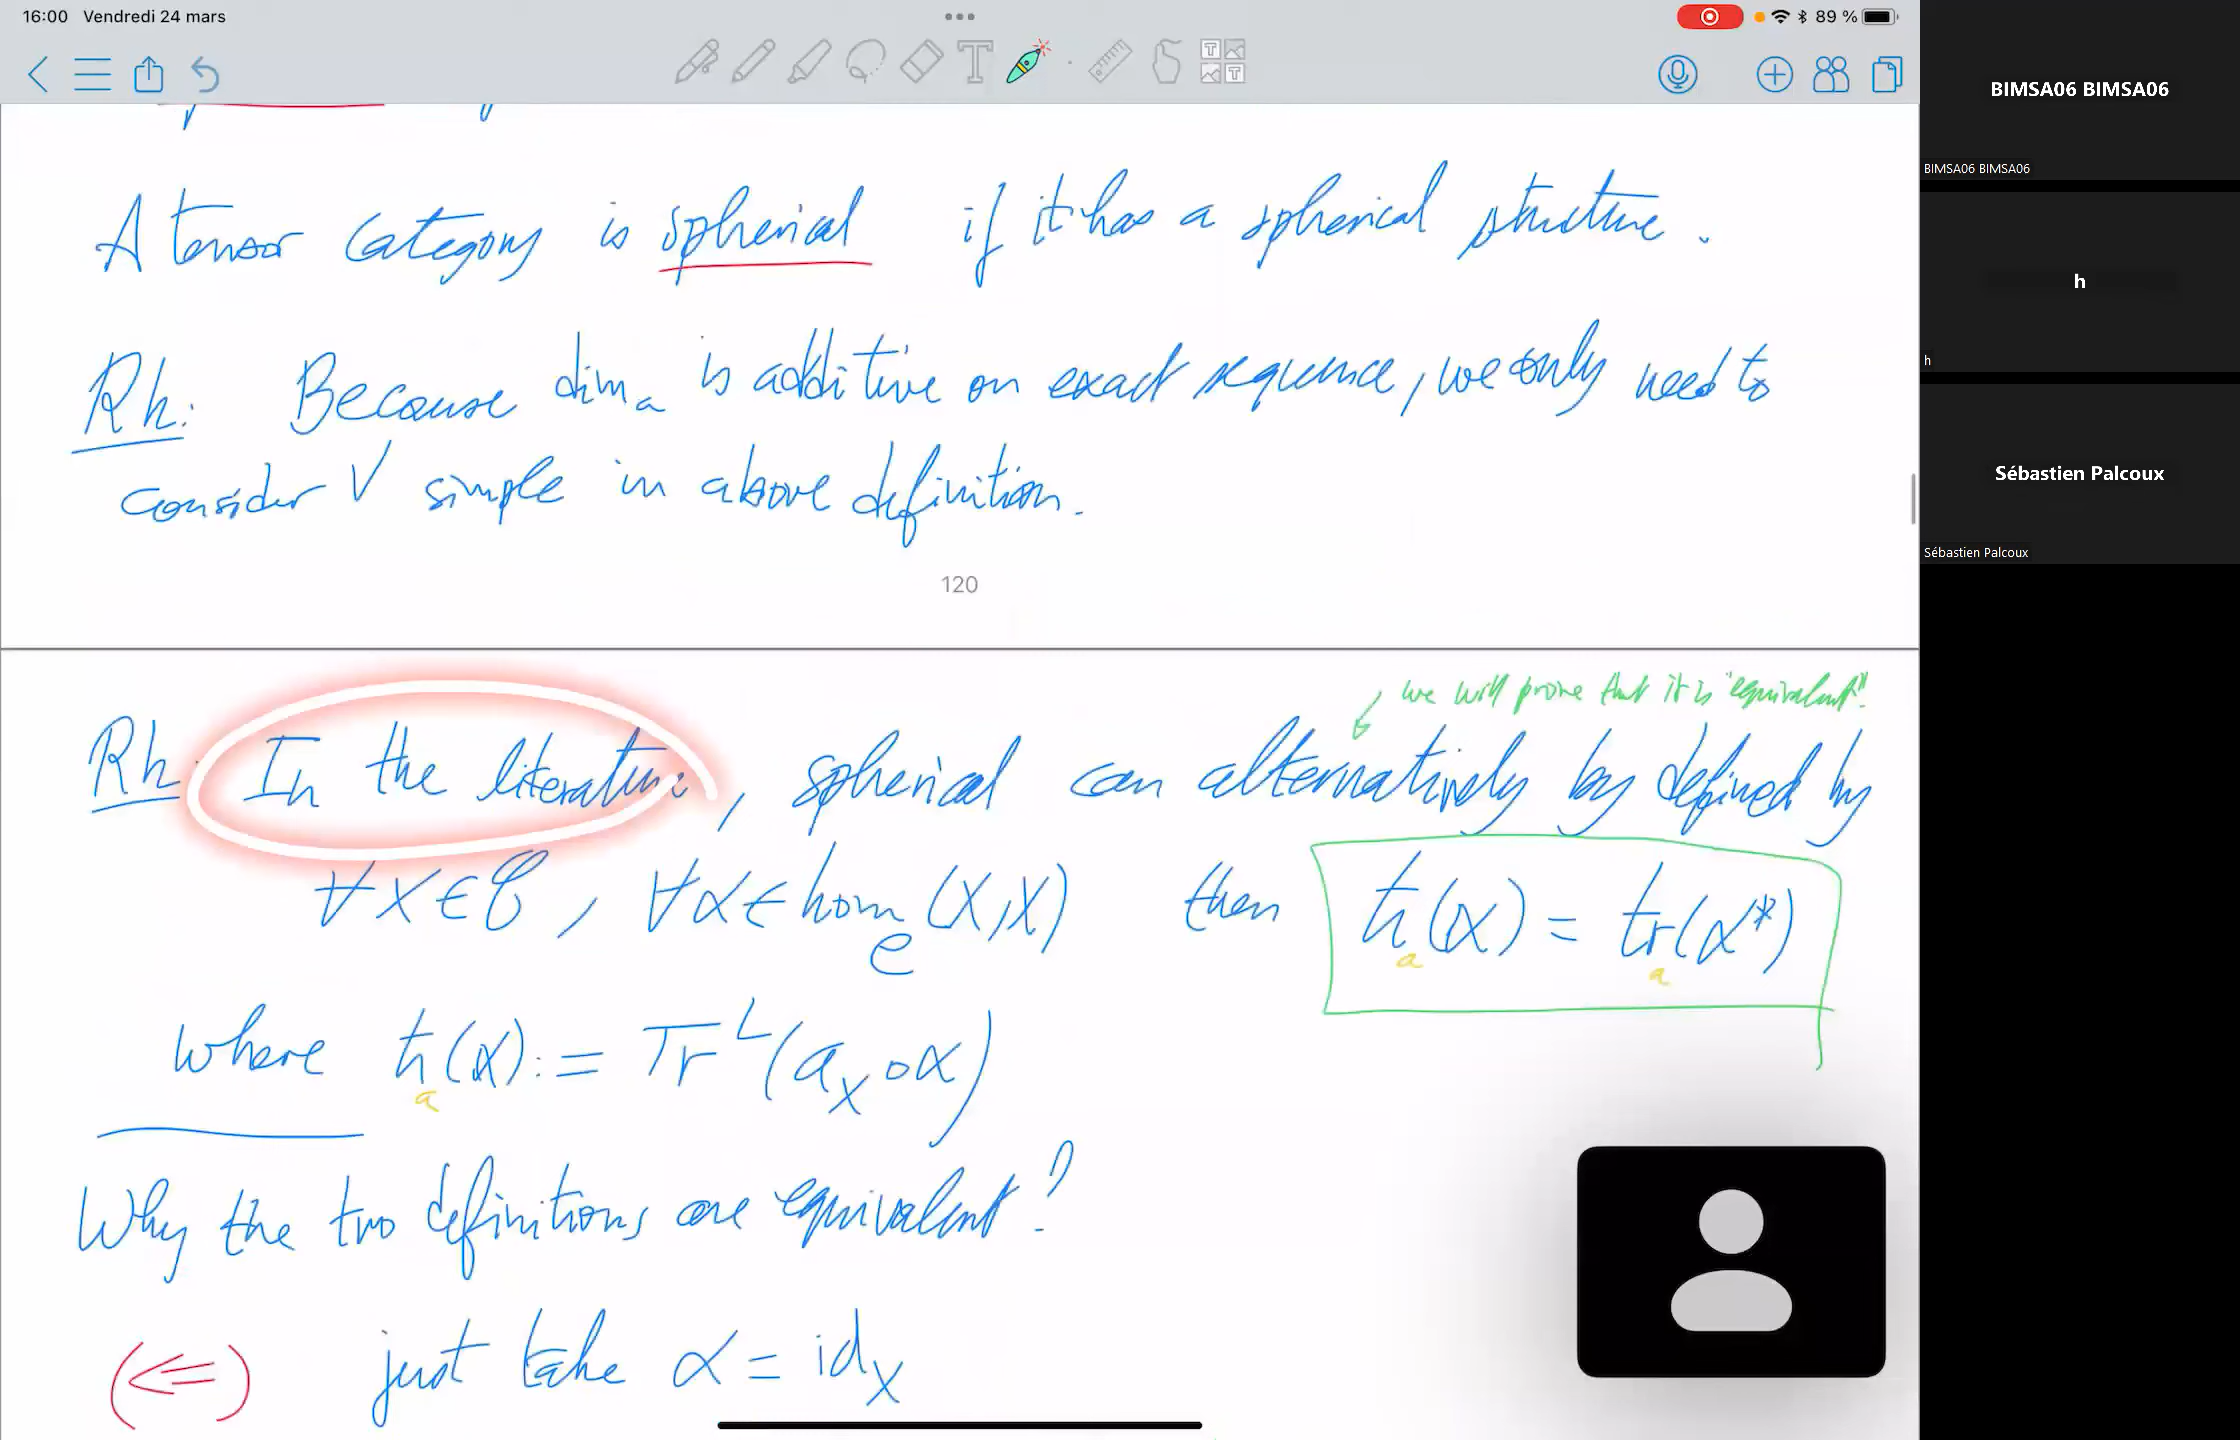 16:00 Vendredi 24 mars
89 %
A tensor category is spherical if it has a spherical structure.
Rk: Because dim_a is additive on exact sequence, we only need to
consider V simple in above definition.
120
we will prove that it is "equivalent".
Rk In the literature, spherical can alternatively by defined by
∀X∈𝒞, ∀α∈hom_𝒞(X,X) then tr_a(α) = tr_a(α*)
where tr_a(α) := Tr^L(a_X∘α)
Why the two definitions are equivalent?
(⇐) just take α = id_X
BIMSA06 BIMSA06
BIMSA06 BIMSA06
h
h
Sébastien Palcoux
Sébastien Palcoux